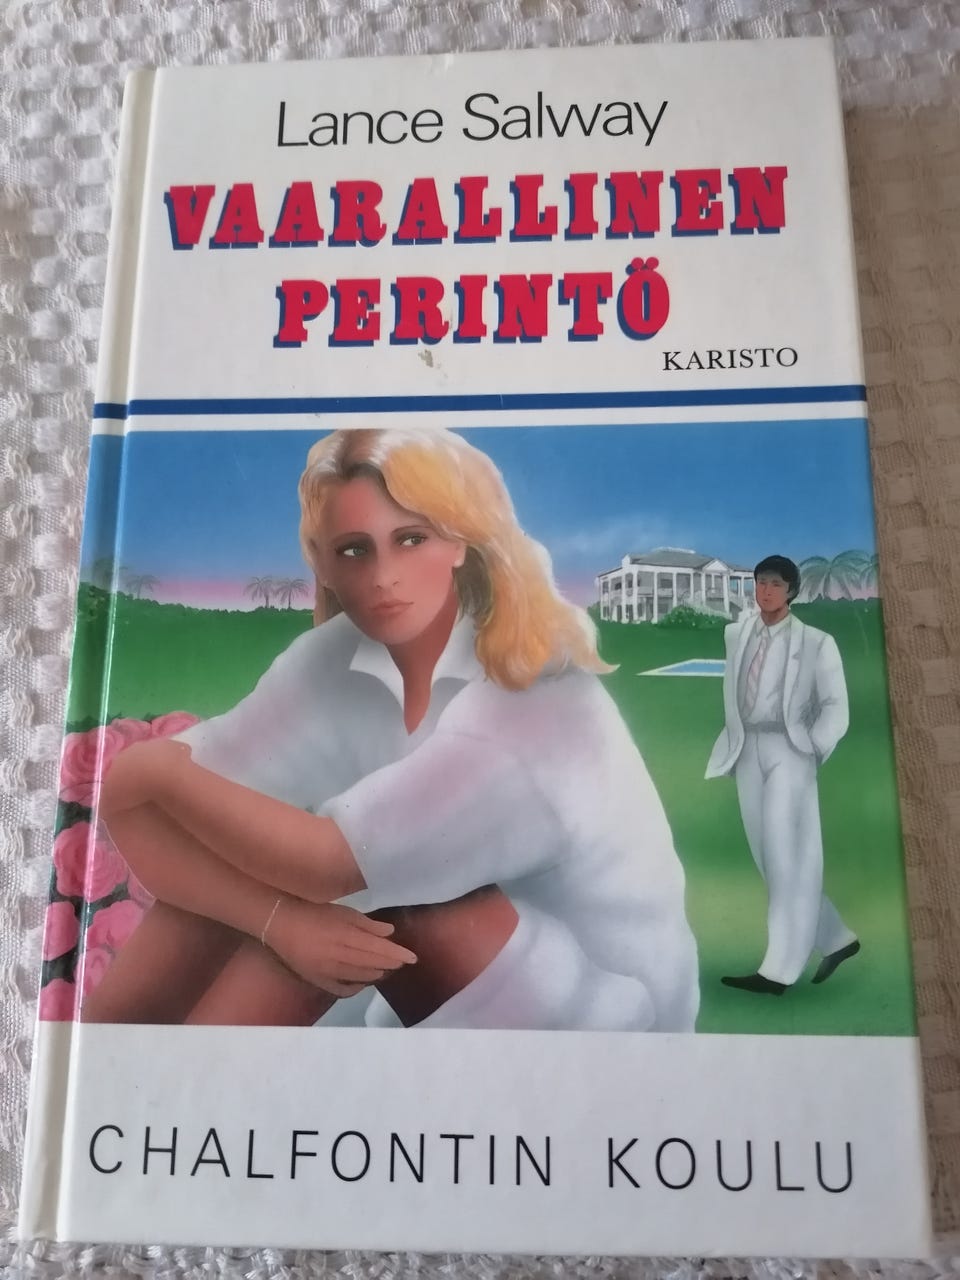 Lance Salway
VAARALLINEN
PERINTÖ
KARISTO
CHALFONTIN KOULU